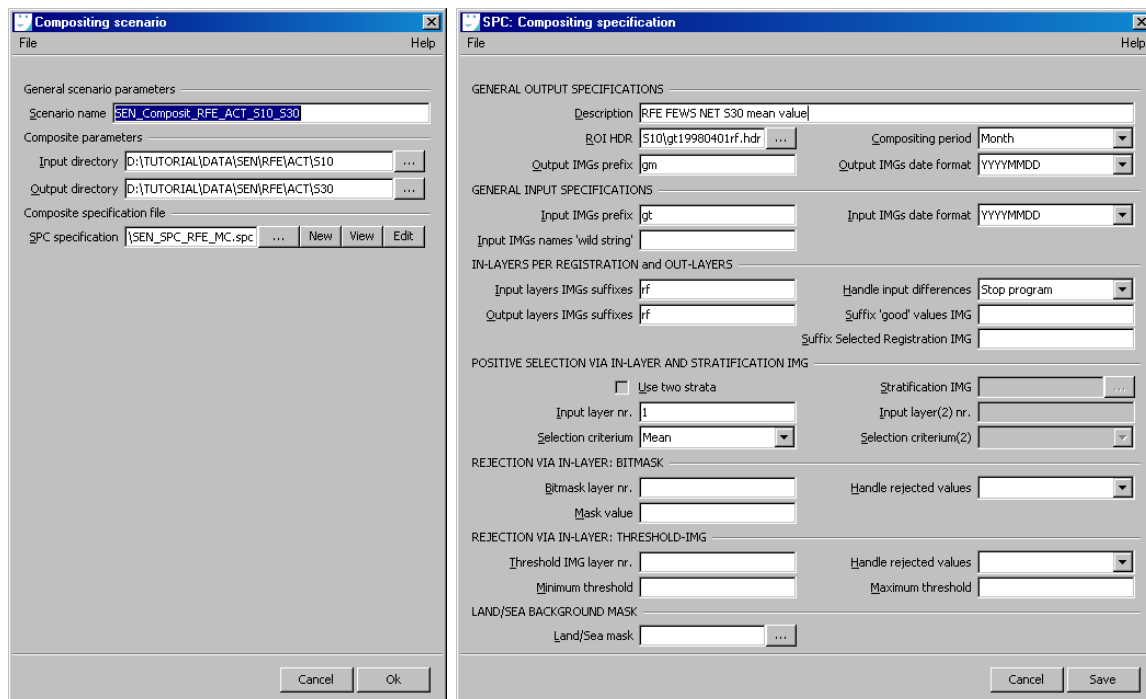 Compositing scenario
File Help
General scenario parameters
Scenario name SEN_Composit_RFE_ACT_S10_S30
Composite parameters
Input directory D:\TUTORIAL\DATA\SEN\RFE\ACT\S10 ...
Output directory D:\TUTORIAL\DATA\SEN\RFE\ACT\S30 ...
Composite specification file
SPC specification \SEN_SPC_RFE_MC.spc ... New View Edit
Cancel Ok
SPC: Compositing specification
File Help
GENERAL OUTPUT SPECIFICATIONS
Description RFE FEWS NET S30 mean value
ROI HDR S10\gt19980401rf.hdr ... Compositing period Month
Output IMGs prefix gm Output IMGs date format YYYYMMDD
GENERAL INPUT SPECIFICATIONS
Input IMGs prefix gt Input IMGs date format YYYYMMDD
Input IMGs names 'wild string'
IN-LAYERS PER REGISTRATION and OUT-LAYERS
Input layers IMGs suffixes rf Handle input differences Stop program
Output layers IMGs suffixes rf Suffix 'good' values IMG
Suffix Selected Registration IMG
POSITIVE SELECTION VIA IN-LAYER AND STRATIFICATION IMG
Use two strata Stratification IMG ...
Input layer nr. 1 Input layer(2) nr.
Selection criterium Mean Selection criterium(2)
REJECTION VIA IN-LAYER: BITMASK
Bitmask layer nr. Handle rejected values
Mask value
REJECTION VIA IN-LAYER: THRESHOLD-IMG
Threshold IMG layer nr. Handle rejected values
Minimum threshold Maximum threshold
LAND/SEA BACKGROUND MASK
Land/Sea mask ...
Cancel Save